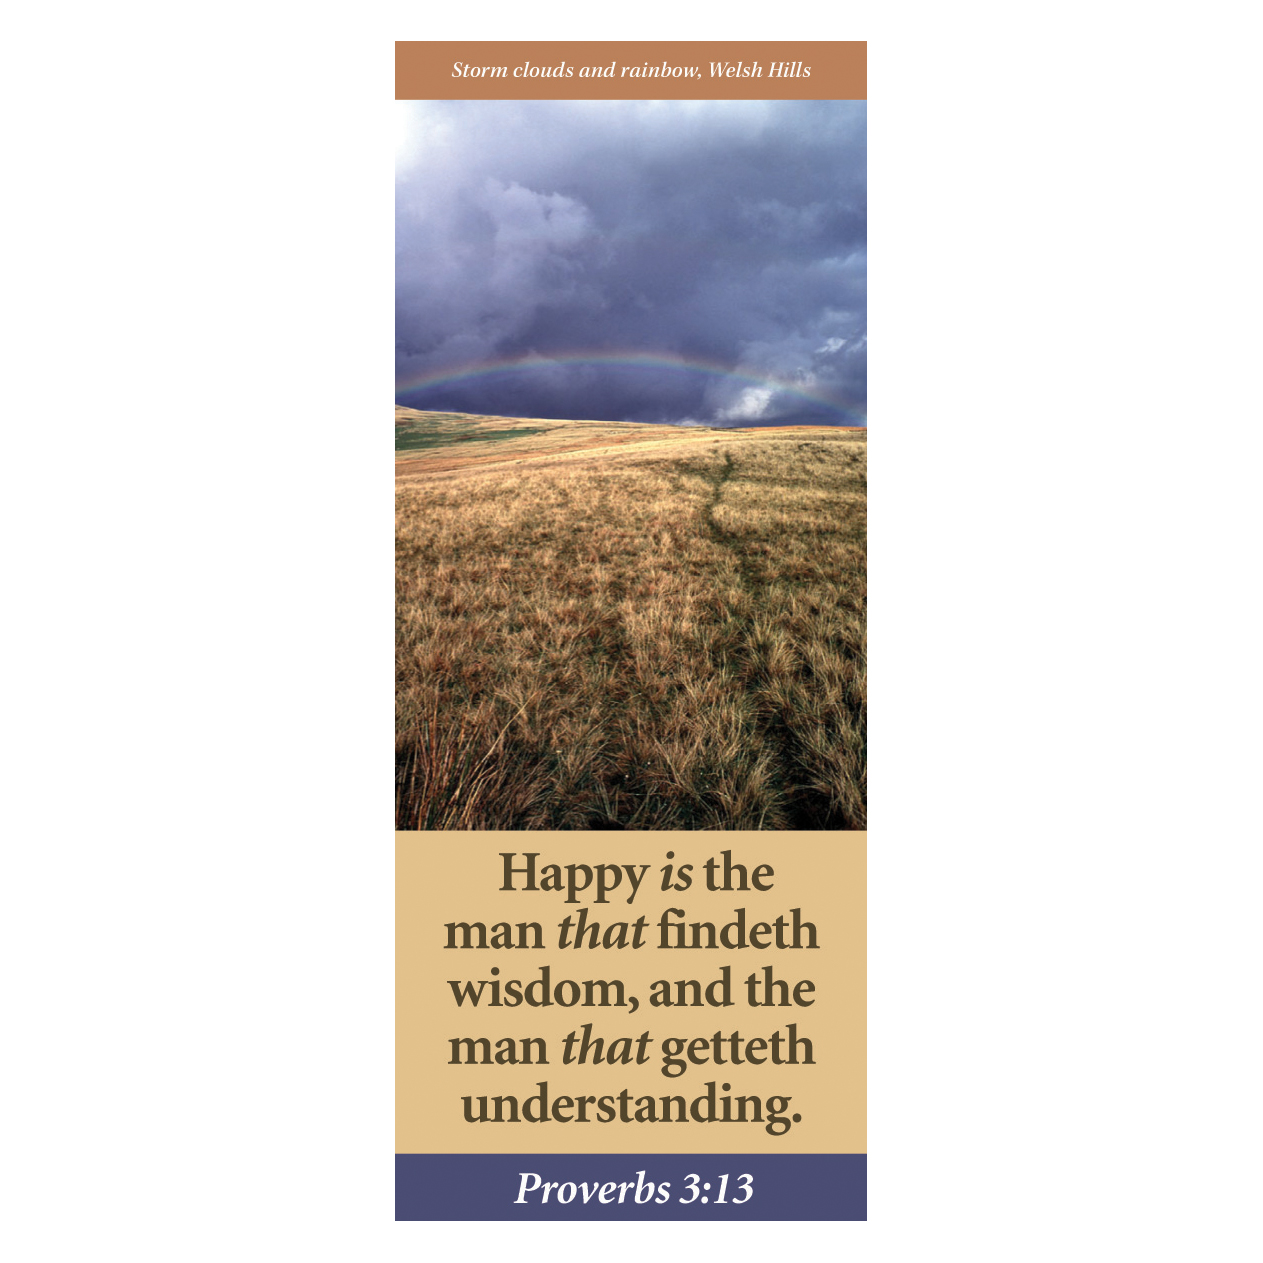 Storm clouds and rainbow, Welsh Hills
Happy is the
man that findeth
wisdom, and the
man that getteth
understanding.
Proverbs 3:13